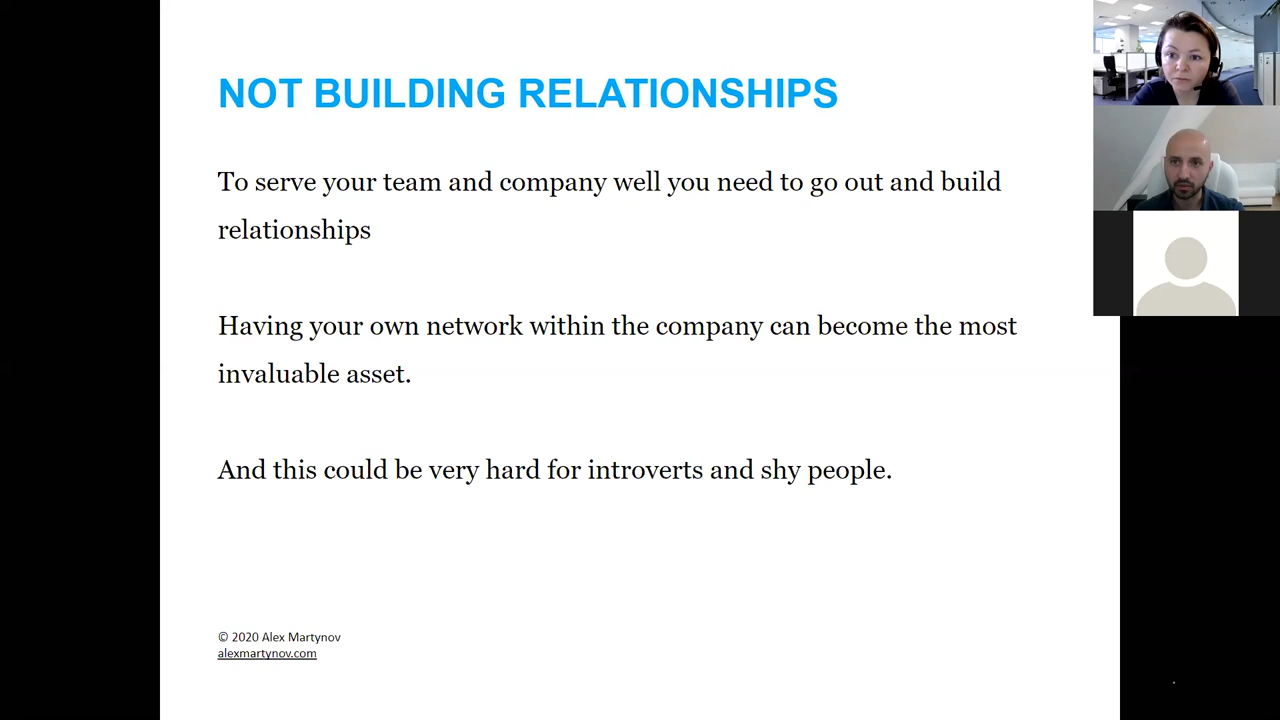 NOT BUILDING RELATIONSHIPS
To serve your team and company well you need to go out and build
relationships
Having your own network within the company can become the most
invaluable asset.
And this could be very hard for introverts and shy people.
© 2020 Alex Martynov
alexmartynov.com